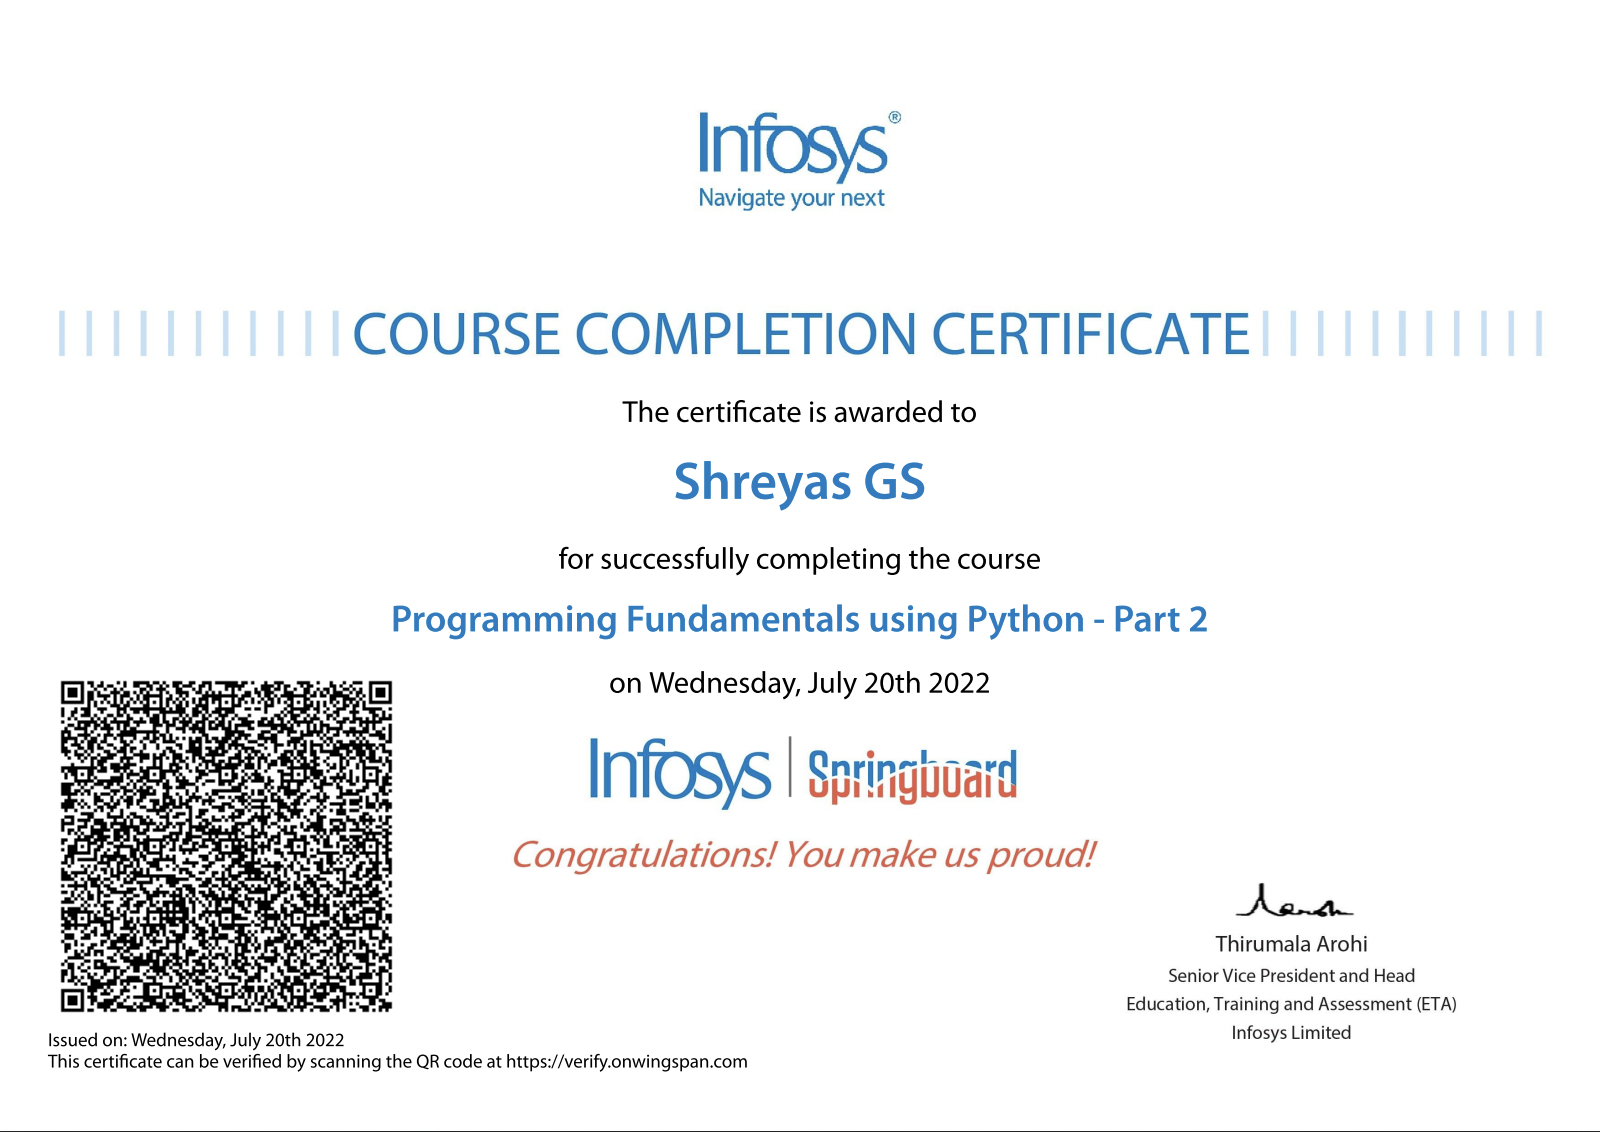 Infosys®
Navigate your next
COURSE COMPLETION CERTIFICATE
The certificate is awarded to
Shreyas GS
for successfully completing the course
Programming Fundamentals using Python - Part 2
on Wednesday, July 20th 2022
Infosys | Springboard
Congratulations! You make us proud!
Thirumala Arohi
Senior Vice President and Head
Education, Training and Assessment (ETA)
Infosys Limited
Issued on: Wednesday, July 20th 2022
This certificate can be verified by scanning the QR code at https://verify.onwingspan.com